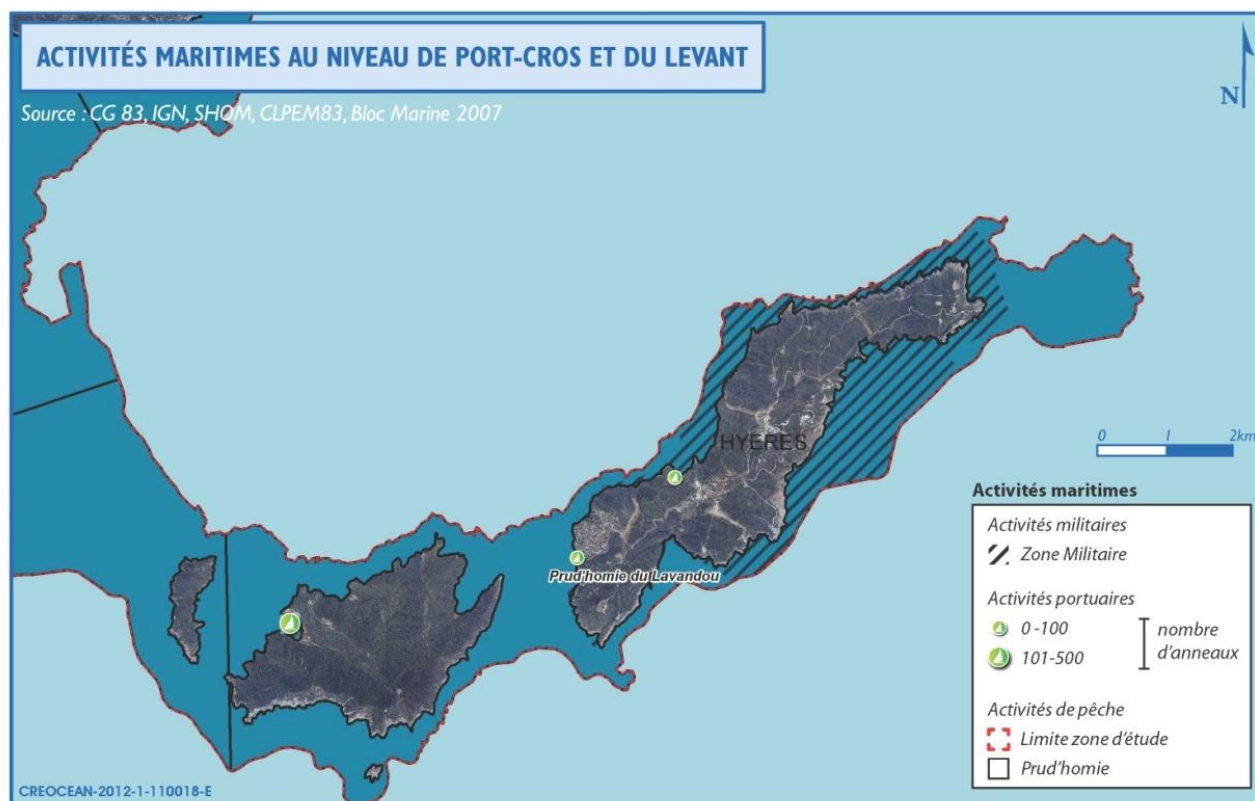 ACTIVITÉS MARITIMES AU NIVEAU DE PORT-CROS ET DU LEVANT
Source : CG 83, IGN, SHOM, CLPEM83, Bloc Marine 2007
N
HYERES
Prud'homie du Lavandou
0 1 2km
Activités maritimes
Activités militaires
Zone Militaire
Activités portuaires
0 -100
101-500
nombre
d'anneaux
Activités de pêche
Limite zone d'étude
Prud'homie
CREOCEAN-2012-1-110018-E